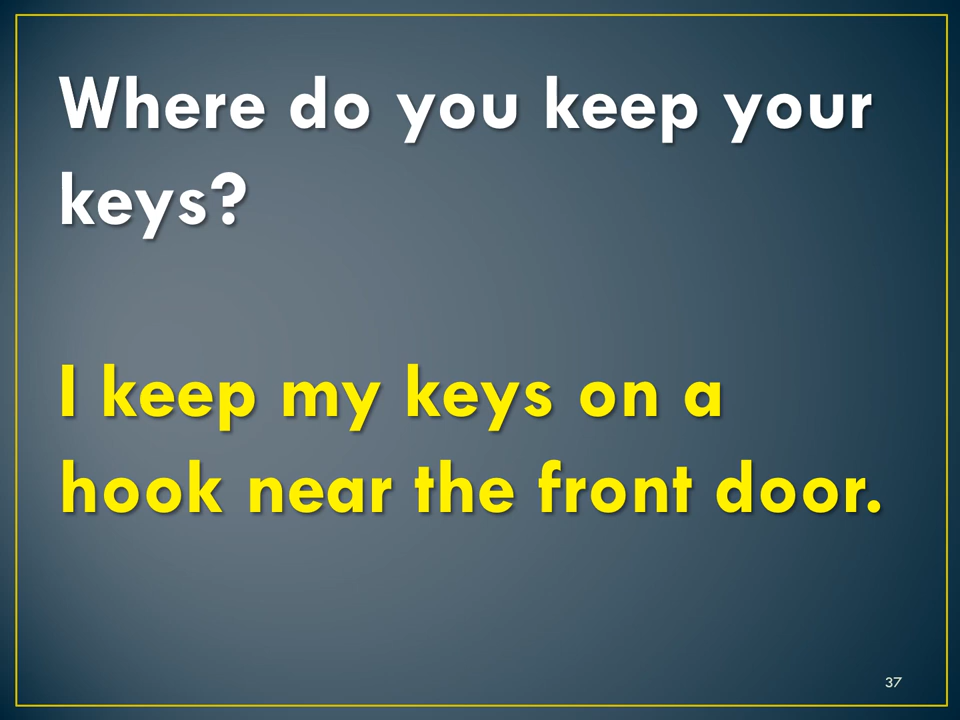 Where do you keep your
keys?
I keep my keys on a
hook near the front door.
37